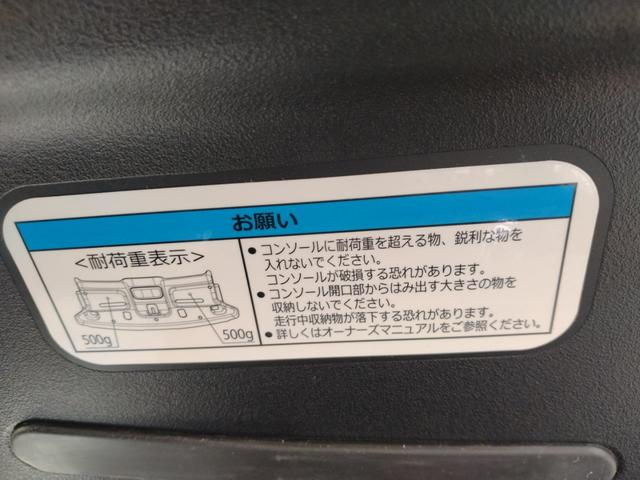 お願い
<耐荷重表示>
500g
500g
● コンソールに耐荷重を超える物、鋭利な物を
入れないでください。
コンソールが破損する恐れがあります。
● コンソール開口部からはみ出す大きさの物を
収納しないでください。
走行中収納物が落下する恐れがあります。
● 詳しくはオーナーズマニュアルをご参照ください。